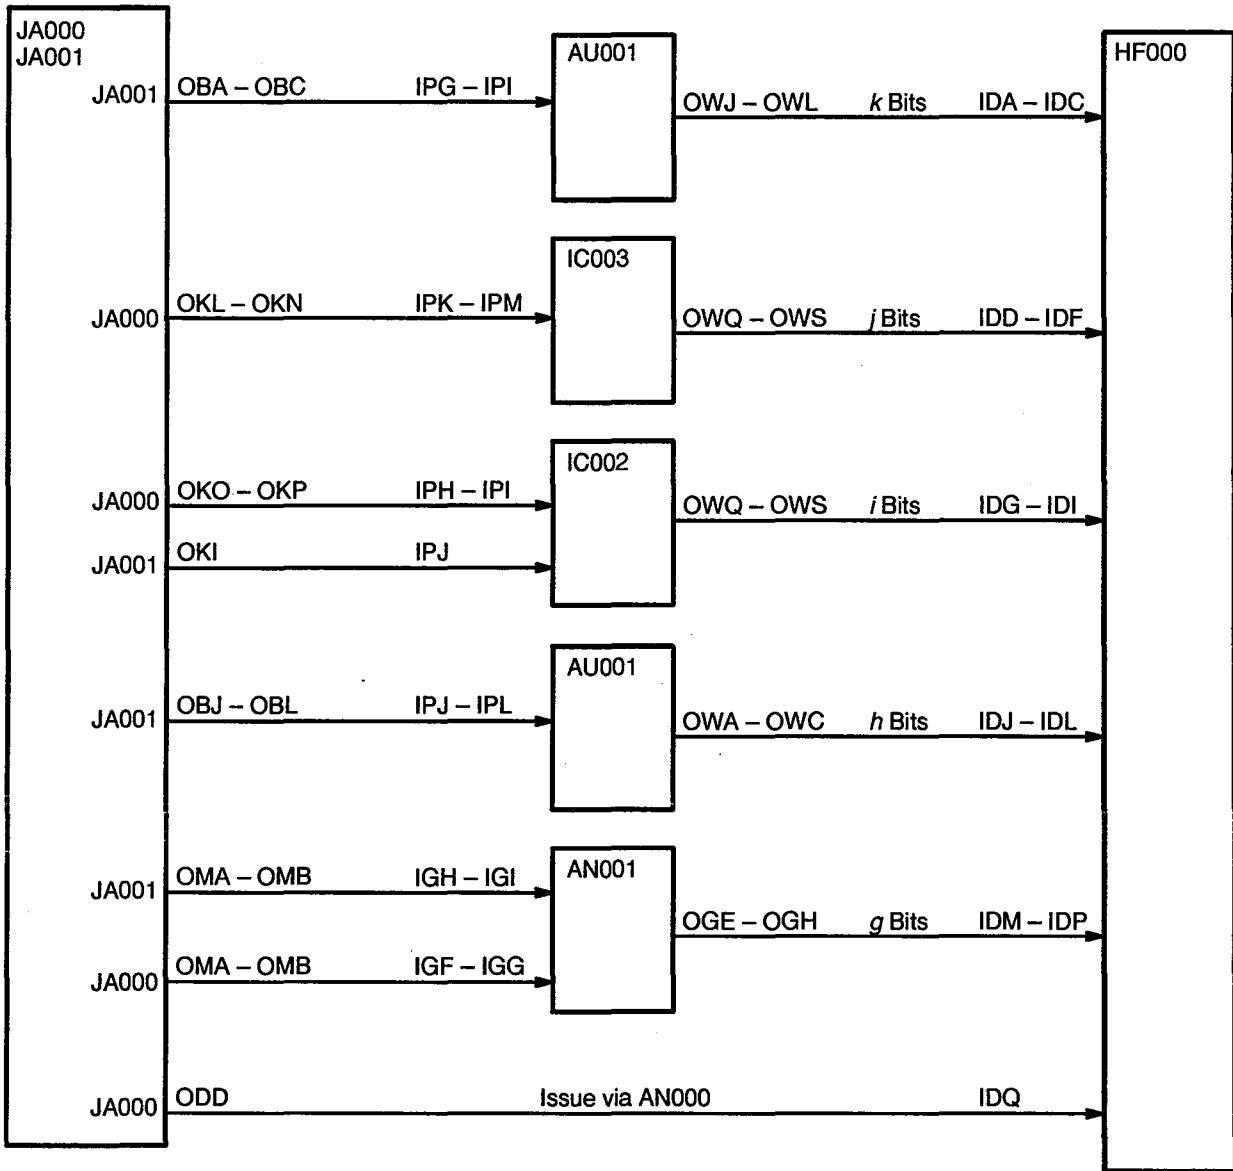 JA000
JA001
AU001
HF000
JA001 OBA – OBC IPG – IPI
OWJ – OWL k Bits IDA – IDC
IC003
JA000 OKL – OKN IPK – IPM
OWQ – OWS j Bits IDD – IDF
IC002
JA000 OKO – OKP IPH – IPI
OWQ – OWS i Bits IDG – IDI
JA001 OKI IPJ
AU001
JA001 OBJ – OBL IPJ – IPL
OWA – OWC h Bits IDJ – IDL
AN001
JA001 OMA – OMB IGH – IGI
OGE – OGH g Bits IDM – IDP
JA000 OMA – OMB IGF – IGG
JA000 ODD Issue via AN000 IDQ